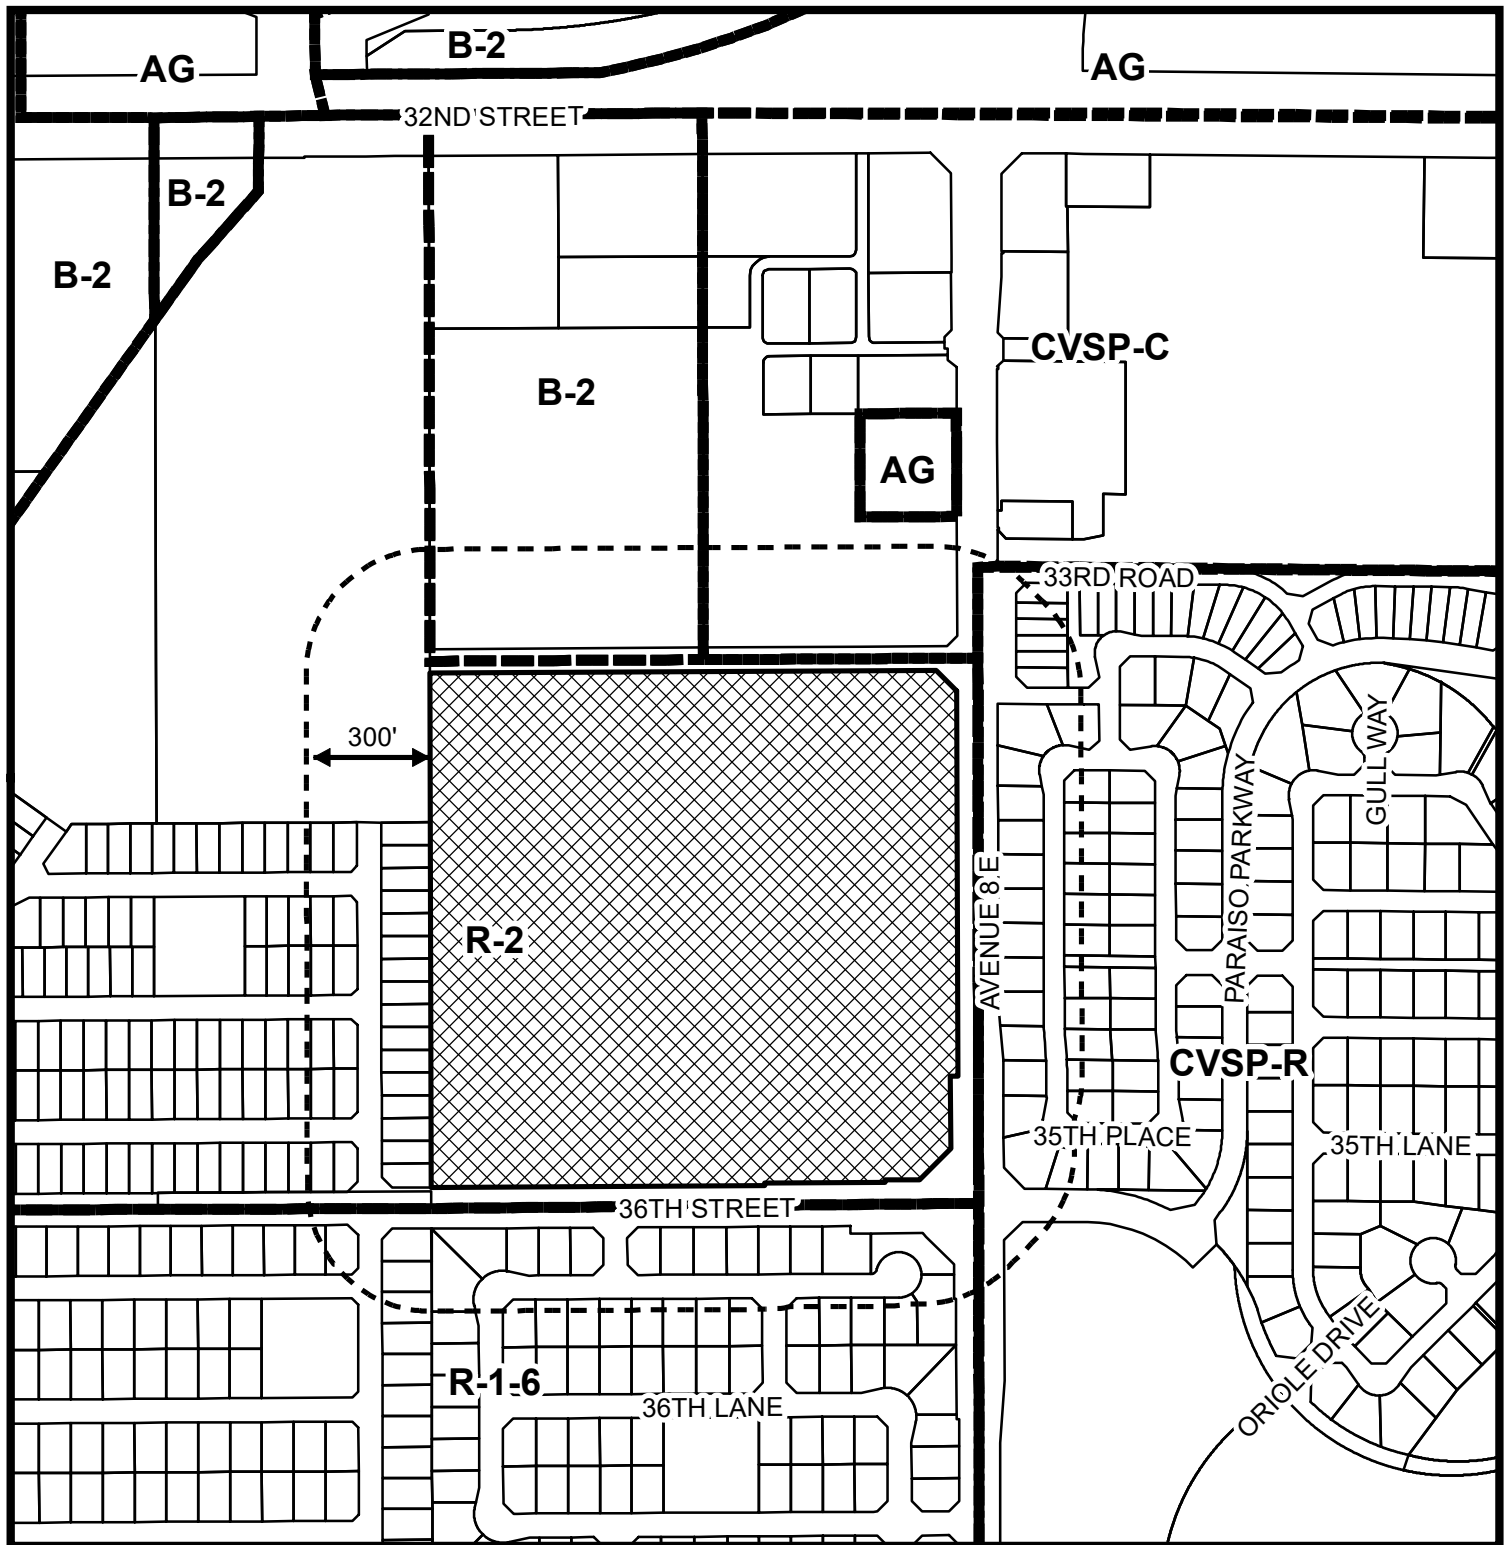 B-2
AG
AG
32ND STREET
B-2
B-2
CVSP-C
B-2
AG
33RD ROAD
300'
GULL WAY
PARAISO PARKWAY
AVENUE 8 E
R-2
CVSP-R
35TH PLACE
35TH LANE
36TH STREET
ORIOLE DRIVE
R-1-6
36TH LANE